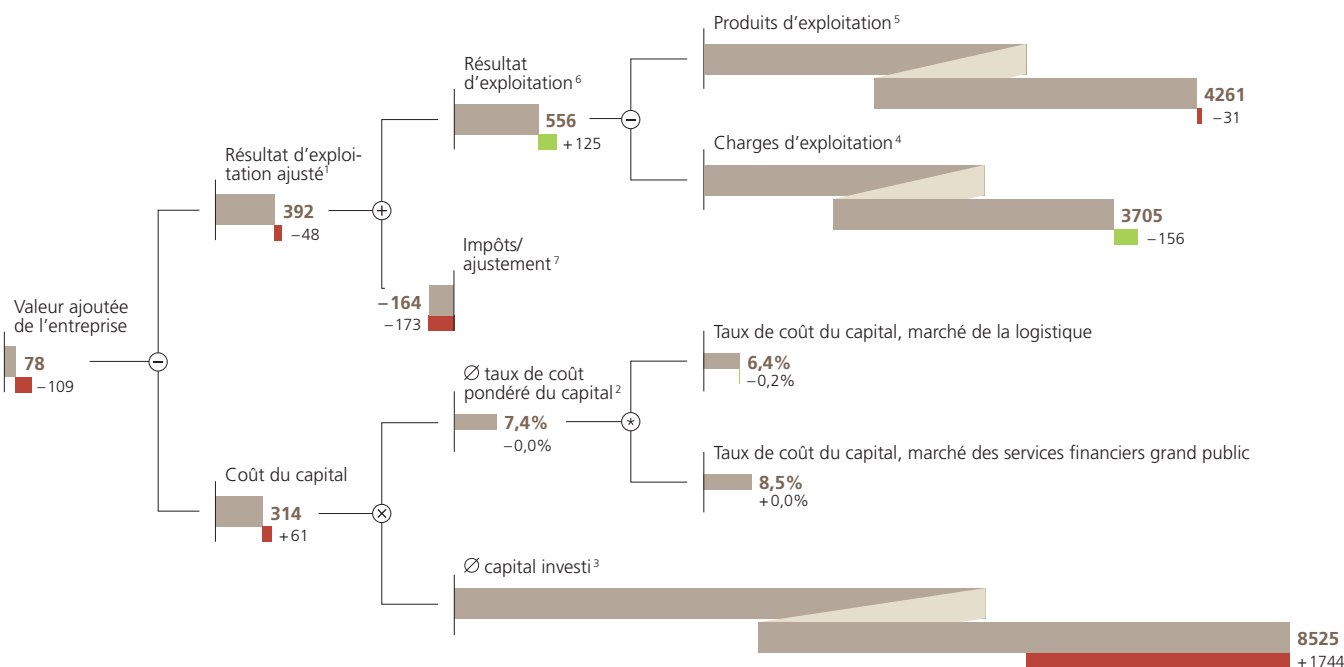 Produits d’exploitation 5
4261
−31
Résultat
d’exploitation 6
556
+125
−
Charges d’exploitation 4
3705
−156
Résultat d’exploi-
tation ajusté 1
392
−48
+
Impôts/
ajustement 7
−164
−173
Valeur ajoutée
de l’entreprise
78
−109
−
Taux de coût du capital, marché de la logistique
6,4%
−0,2%
Ø taux de coût
pondéré du capital 2
7,4%
−0,0%
*
Taux de coût du capital, marché des services financiers grand public
8,5%
+0,0%
Coût du capital
314
+61
×
Ø capital investi 3
8525
+1744